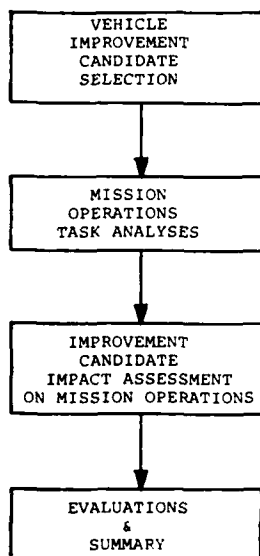 VEHICLE
IMPROVEMENT
CANDIDATE
SELECTION
MISSION
OPERATIONS
TASK ANALYSES
IMPROVEMENT
CANDIDATE
IMPACT ASSESSMENT
ON MISSION OPERATIONS
EVALUATIONS
&
SUMMARY